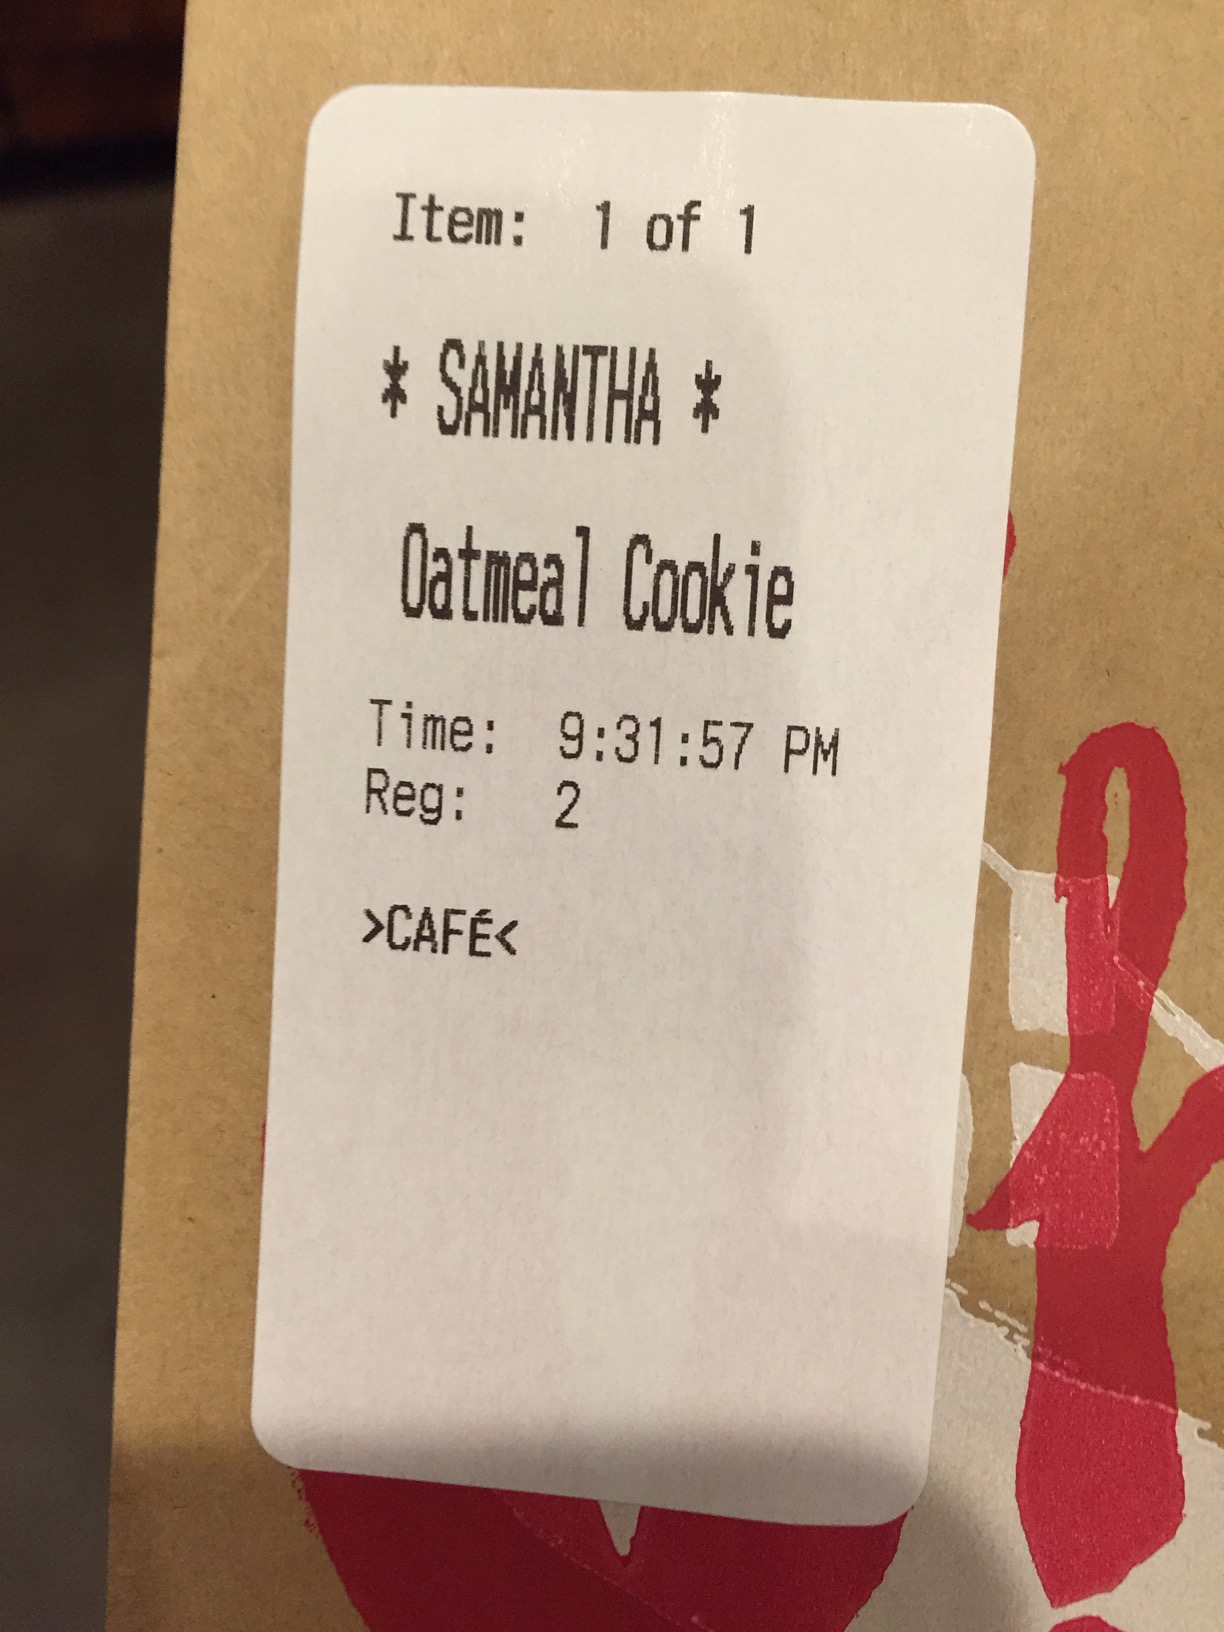 Item: 1 of 1
* SAMANTHA *
Oatmeal Cookie
Time: 9:31:57 PM
Reg: 2
>CAFÉ<